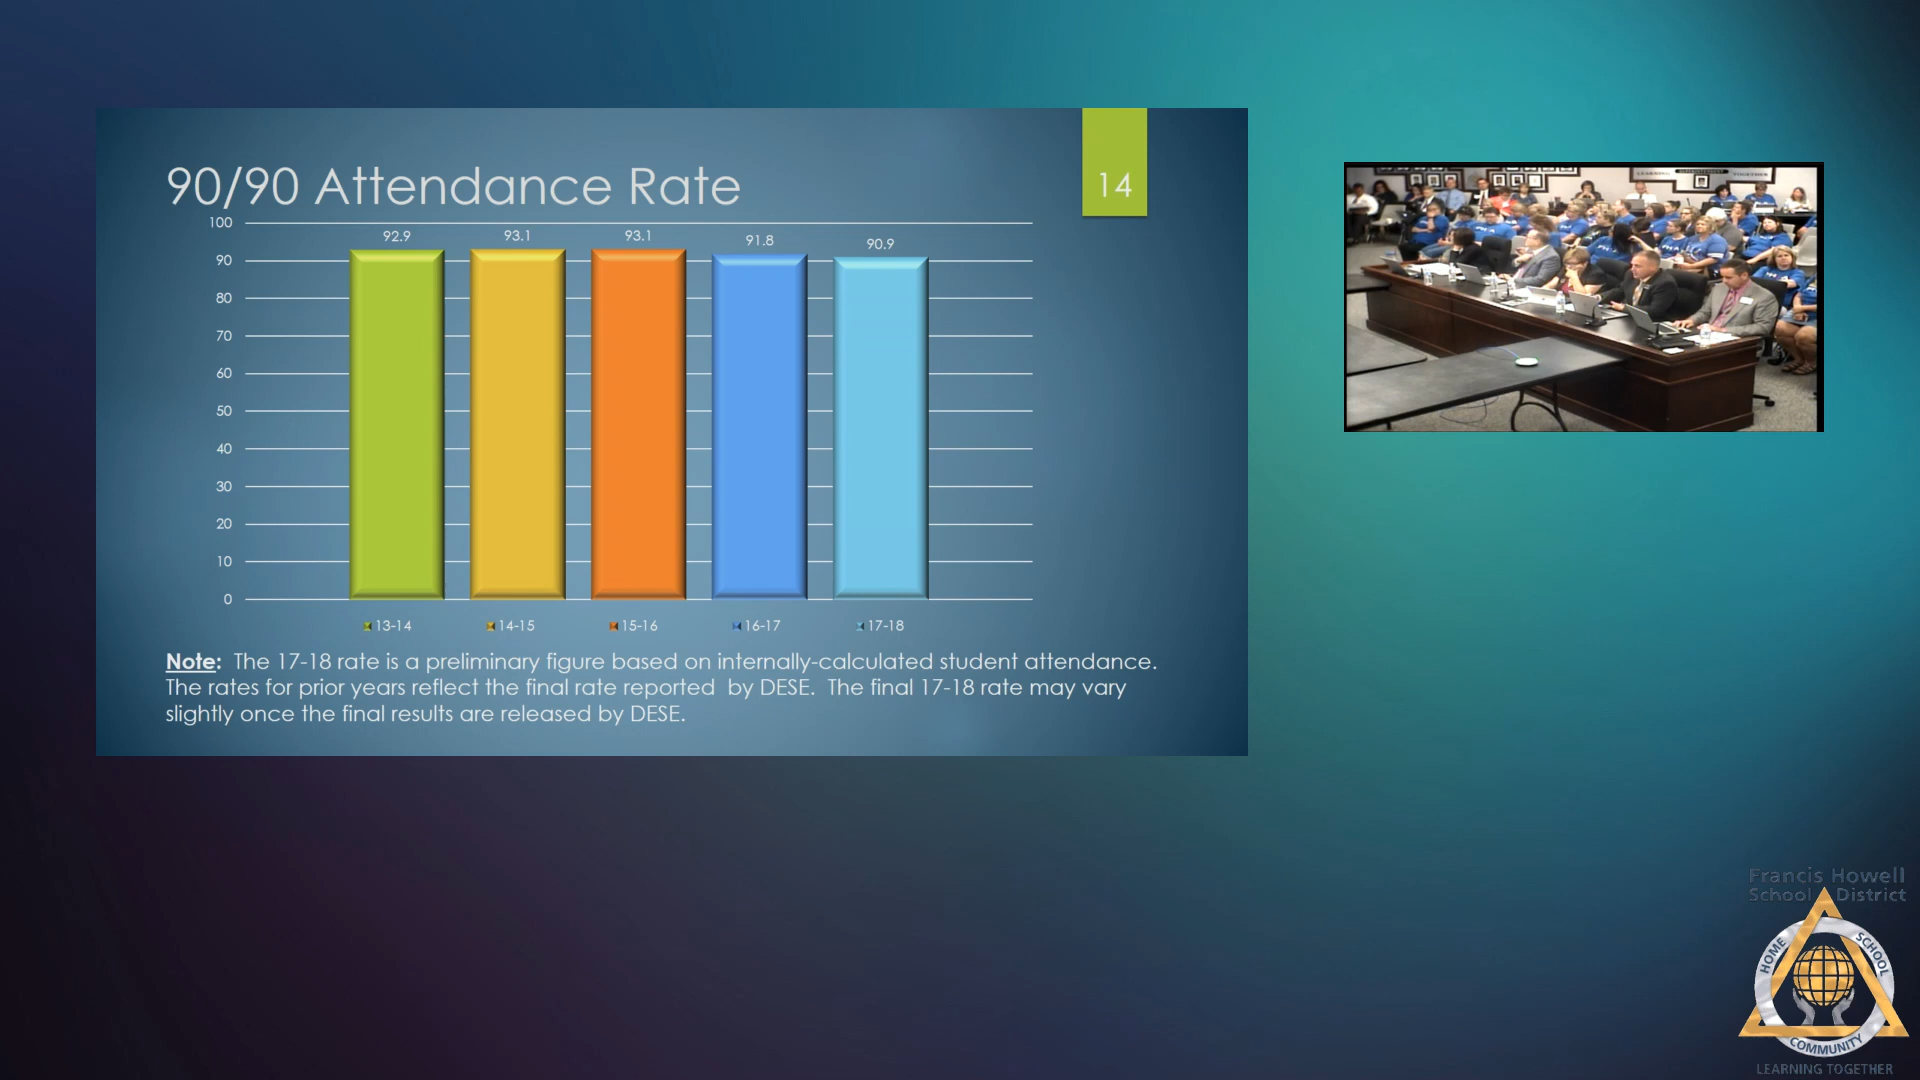 90/90 Attendance Rate
14
100
90
80
70
60
50
40
30
20
10
0
92.9
93.1
93.1
91.8
90.9
13-14
14-15
15-16
16-17
17-18
Note: The 17-18 rate is a preliminary figure based on internally-calculated student attendance.
The rates for prior years reflect the final rate reported by DESE. The final 17-18 rate may vary
slightly once the final results are released by DESE.
LEARNING
TOGETHER
Francis Howell
School District
HOME
SCHOOL
COMMUNITY
LEARNING TOGETHER